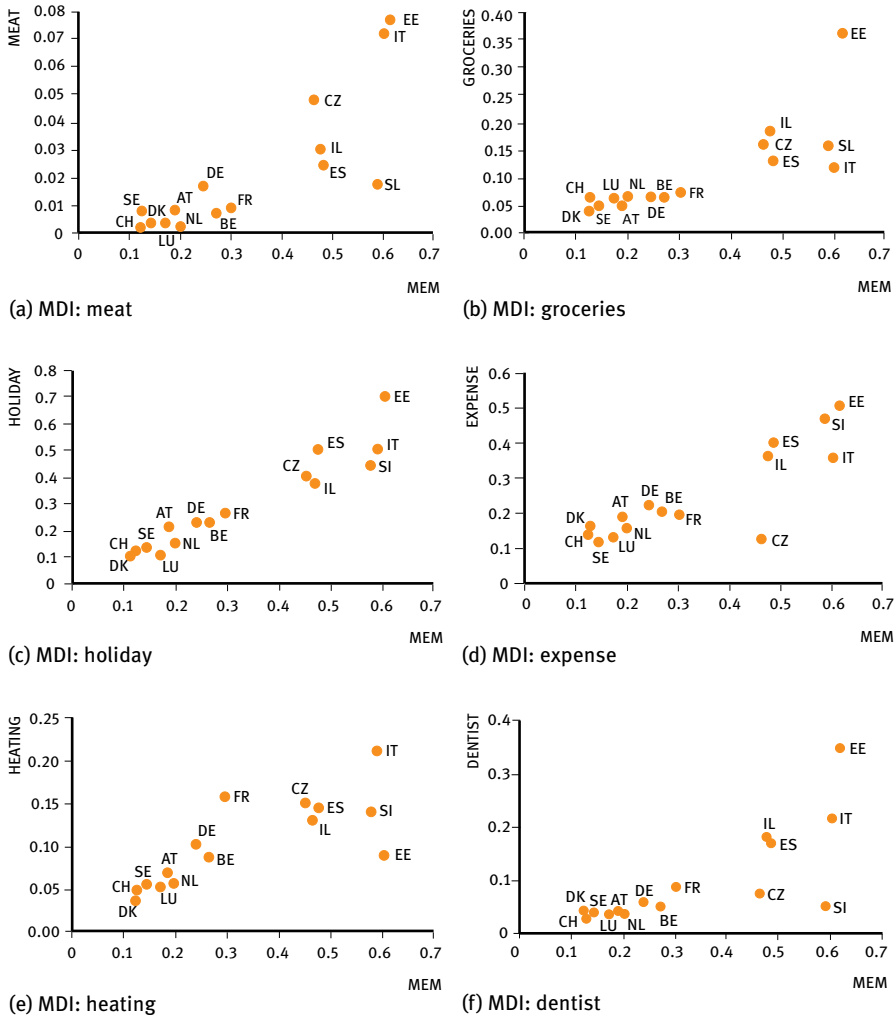 MEAT
0.08
0.07
0.06
0.05
0.04
0.03
0.02
0.01
0
EE
IT
CZ
IL
ES
SL
DE
SE
DK
AT
FR
CH
LU
NL
BE
0 0.1 0.2 0.3 0.4 0.5 0.6 0.7
MEM
(a) MDI: meat
GROCERIES
0.40
0.35
0.30
0.25
0.20
0.15
0.10
0.05
0.00
EE
IL
CZ
SL
ES
IT
CH
LU
NL
BE
FR
DK
SE
AT
DE
0 0.1 0.2 0.3 0.4 0.5 0.6 0.7
MEM
(b) MDI: groceries
HOLIDAY
0.8
0.7
0.6
0.5
0.4
0.3
0.2
0.1
0
EE
ES
IT
CZ
SI
IL
AT
DE
FR
BE
SE
CH
NL
DK
LU
0 0.1 0.2 0.3 0.4 0.5 0.6 0.7
MEM
(c) MDI: holiday
EXPENSE
0.6
0.5
0.4
0.3
0.2
0.1
0
EE
SI
ES
IL
IT
DE
BE
AT
FR
DK
NL
CH
LU
SE
CZ
0 0.1 0.2 0.3 0.4 0.5 0.6 0.7
MEM
(d) MDI: expense
HEATING
0.25
0.20
0.15
0.10
0.05
0.00
IT
FR
CZ
ES
SI
IL
DE
BE
EE
AT
SE
CH
NL
LU
DK
0 0.1 0.2 0.3 0.4 0.5 0.6 0.7
MEM
(e) MDI: heating
DENTIST
0.4
0.3
0.2
0.1
0
EE
IT
IL
ES
CZ
SI
FR
DE
DK
SE
AT
CH
LU
NL
BE
0 0.1 0.2 0.3 0.4 0.5 0.6 0.7
MEM
(f) MDI: dentist